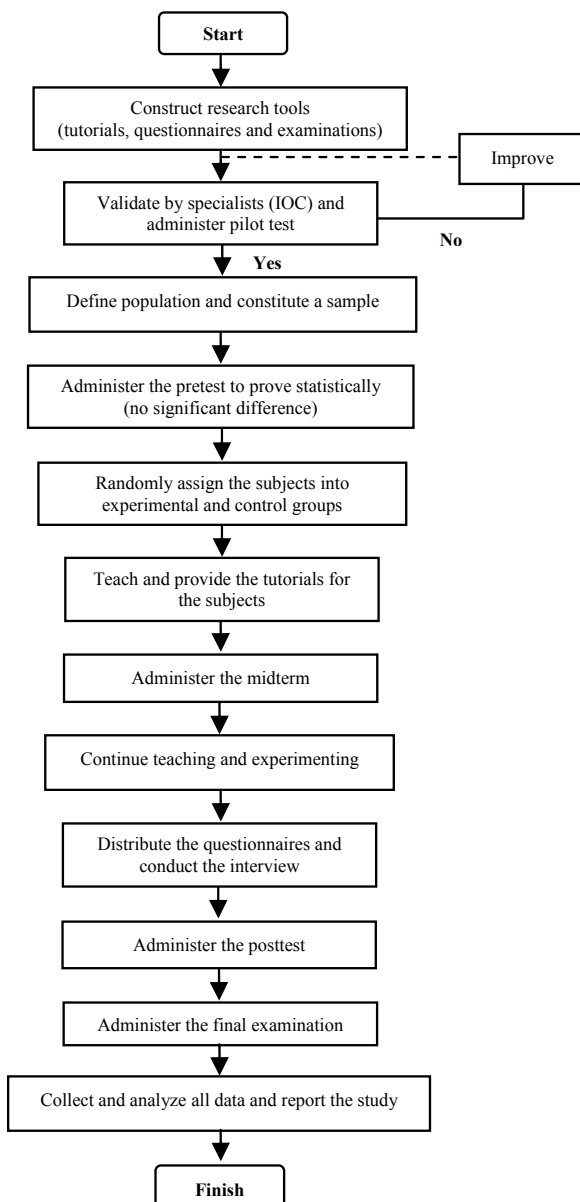 Start
Construct research tools
(tutorials, questionnaires and examinations)
Improve
Validate by specialists (IOC) and
administer pilot test
No
Yes
Define population and constitute a sample
Administer the pretest to prove statistically
(no significant difference)
Randomly assign the subjects into
experimental and control groups
Teach and provide the tutorials for
the subjects
Administer the midterm
Continue teaching and experimenting
Distribute the questionnaires and
conduct the interview
Administer the posttest
Administer the final examination
Collect and analyze all data and report the study
Finish